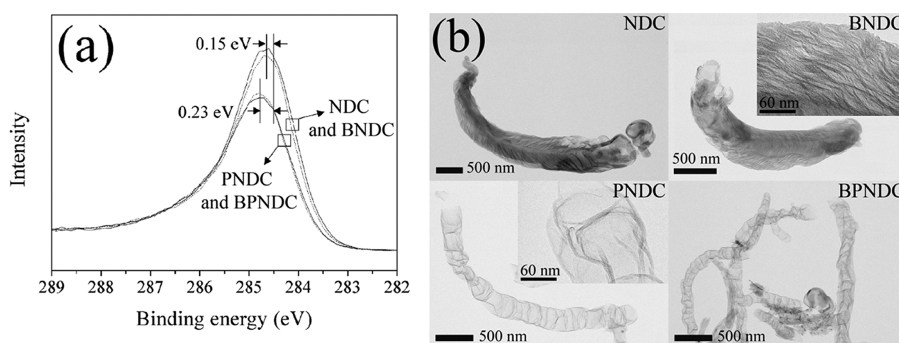 (a)
0.15 eV
0.23 eV
NDC
and BNDC
PNDC
and BPNDC
Intensity
289 288 287 286 285 284 283 282
Binding energy (eV)
(b)
NDC
500 nm
BNDC
60 nm
500 nm
PNDC
60 nm
500 nm
BPNDC
500 nm